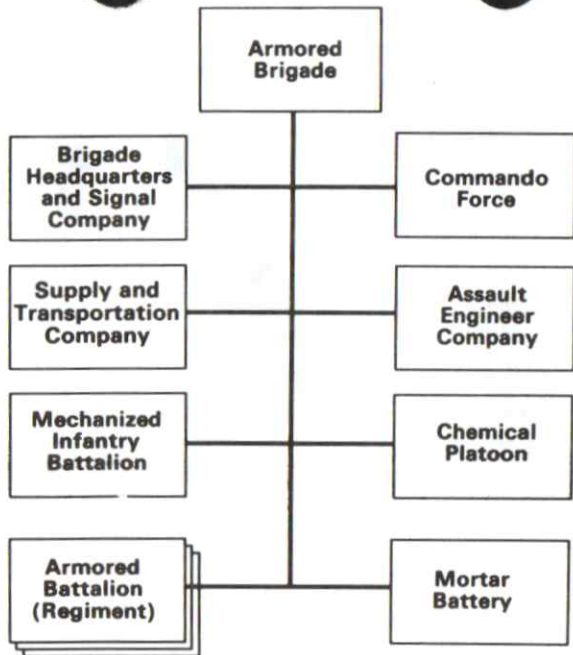 Armored
Brigade
Brigade
Headquarters
and Signal
Company
Commando
Force
Supply and
Transportation
Company
Assault
Engineer
Company
Mechanized
Infantry
Battalion
Chemical
Platoon
Armored
Battalion
(Regiment)
Mortar
Battery